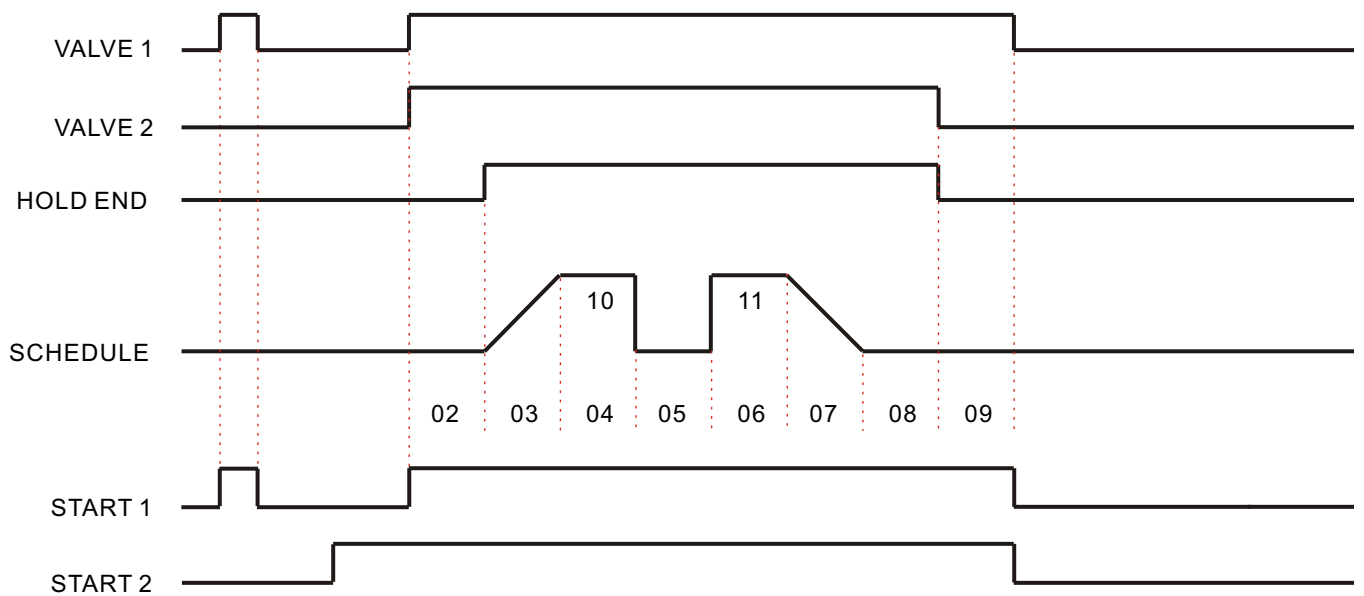 VALVE 1
VALVE 2
HOLD END
10 11
SCHEDULE
02 03 04 05 06 07 08 09
START 1
START 2